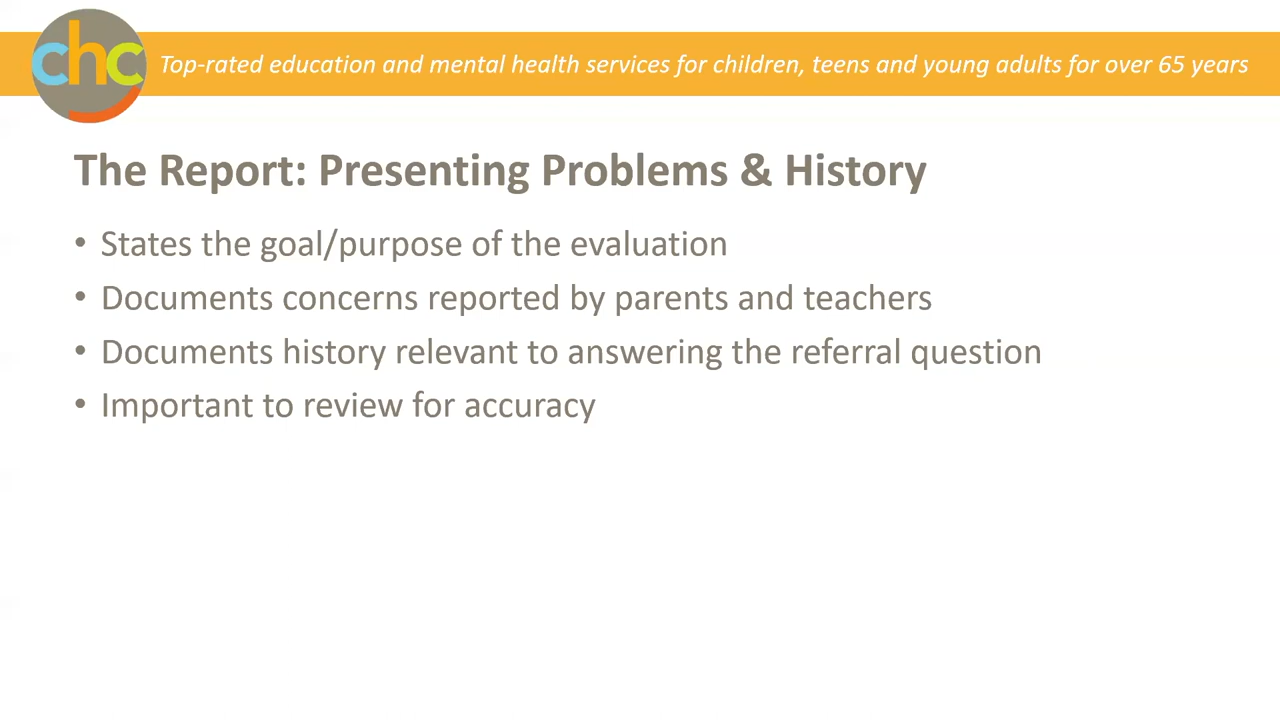 chc
Top-rated education and mental health services for children, teens and young adults for over 65 years
The Report: Presenting Problems & History
• States the goal/purpose of the evaluation
• Documents concerns reported by parents and teachers
• Documents history relevant to answering the referral question
• Important to review for accuracy